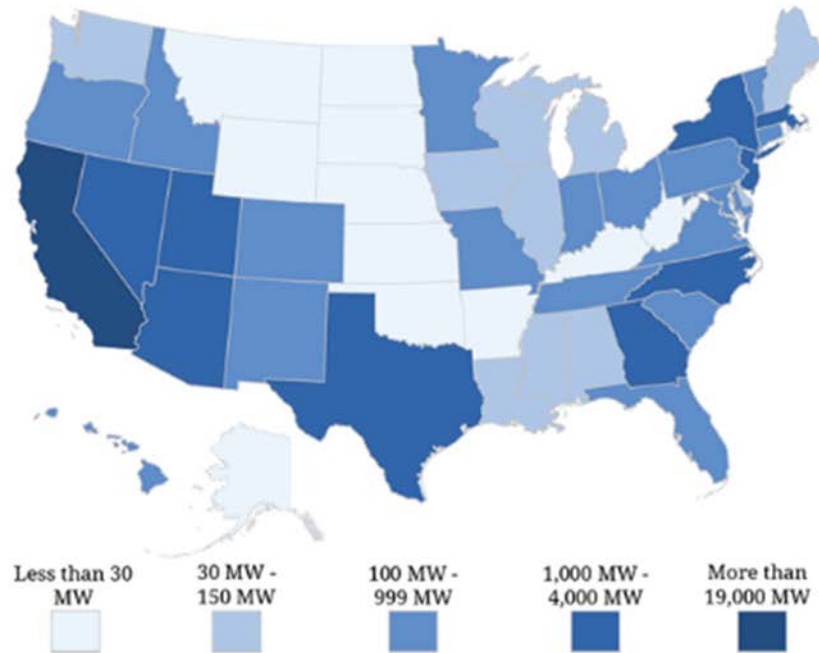 Less than 30
MW
30 MW -
150 MW
100 MW -
999 MW
1,000 MW -
4,000 MW
More than
19,000 MW